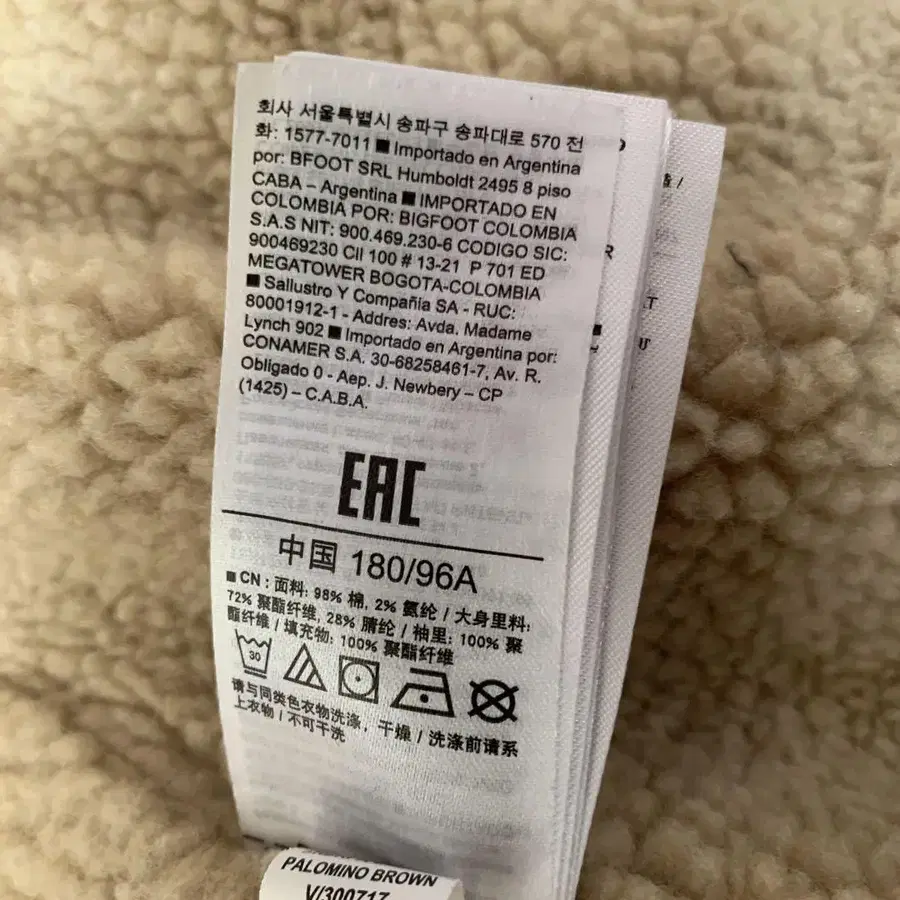 회사 서울특별시 송파구 송파대로 570 전
화: 1577-7011 ■ Importado en Argentina
por: BFOOT SRL Humboldt 2495 8 piso
CABA – Argentina ■ IMPORTADO EN
COLOMBIA POR: BIGFOOT COLOMBIA
S.A.S NIT: 900.469.230-6 CODIGO SIC:
900469230 Cll 100 # 13-21 P 701 ED
MEGATOWER BOGOTA-COLOMBIA
■ Sallustro Y Compañia SA - RUC:
80001912-1 - Addres: Avda. Madame
Lynch 902 ■ Importado en Argentina por:
CONAMER S.A. 30-68258461-7, Av. R.
Obligado 0 - Aep. J. Newbery – CP
(1425) – C.A.B.A.
EAC
中国 180/96A
■ CN : 面料: 98% 棉, 2% 氨纶 / 大身里料:
72% 聚酯纤维, 28% 腈纶 / 袖里: 100% 聚
酯纤维 / 填充物: 100% 聚酯纤维
30
请与同类色衣物洗涤, 干燥 / 洗涤前请系
上衣物 / 不可干洗
PALOMINO BROWN
V/300717